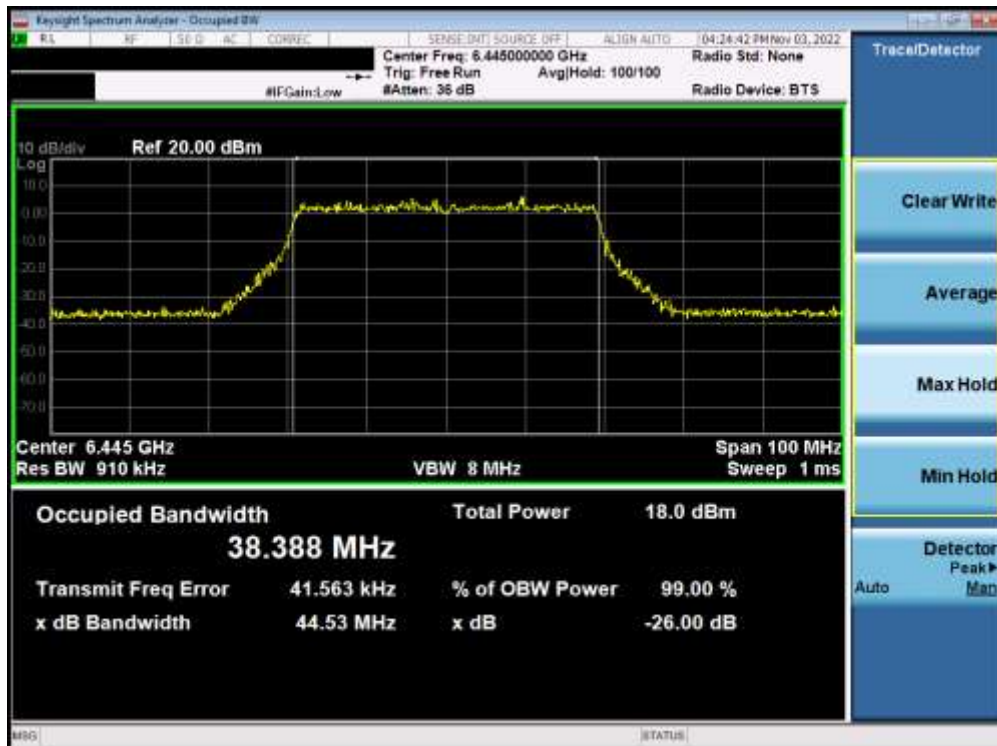 Keysight Spectrum Analyzer - Occupied BW
RL RF 50 Ω AC CORREC SENSE:INT SOURCE OFF ALIGN AUTO 04:24:42 PM Nov 03, 2022
Center Freq: 6.445000000 GHz Radio Std: None
Trig: Free Run Avg|Hold: 100/100
#IFGain:Low #Atten: 36 dB Radio Device: BTS
Trace/Detector
10 dB/div Ref 20.00 dBm
Log
10.0
0.00
-10.0
-20.0
-30.0
-40.0
-50.0
-60.0
-70.0
Center 6.445 GHz Span 100 MHz
Res BW 910 kHz VBW 8 MHz Sweep 1 ms
Occupied Bandwidth Total Power 18.0 dBm
38.388 MHz
Transmit Freq Error 41.563 kHz % of OBW Power 99.00 %
x dB Bandwidth 44.53 MHz x dB -26.00 dB
Clear Write
Average
Max Hold
Min Hold
Detector
Peak▶
Auto Man
MSG STATUS